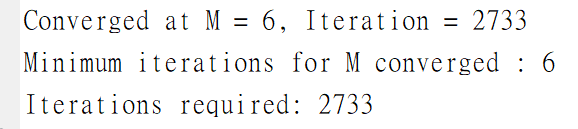 Converged at M = 6, Iteration = 2733
Minimum iterations for M converged : 6
Iterations required: 2733